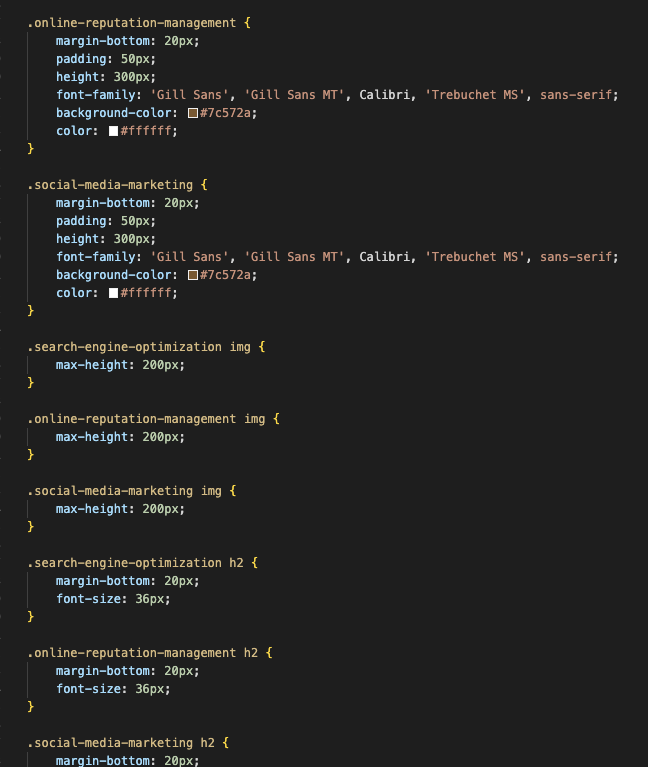 .online-reputation-management {
    margin-bottom: 20px;
    padding: 50px;
    height: 300px;
    font-family: 'Gill Sans', 'Gill Sans MT', Calibri, 'Trebuchet MS', sans-serif;
    background-color: #7c572a;
    color: #ffffff;
}

.social-media-marketing {
    margin-bottom: 20px;
    padding: 50px;
    height: 300px;
    font-family: 'Gill Sans', 'Gill Sans MT', Calibri, 'Trebuchet MS', sans-serif;
    background-color: #7c572a;
    color: #ffffff;
}

.search-engine-optimization img {
    max-height: 200px;
}

.online-reputation-management img {
    max-height: 200px;
}

.social-media-marketing img {
    max-height: 200px;
}

.search-engine-optimization h2 {
    margin-bottom: 20px;
    font-size: 36px;
}

.online-reputation-management h2 {
    margin-bottom: 20px;
    font-size: 36px;
}

.social-media-marketing h2 {
    margin-bottom: 20px;